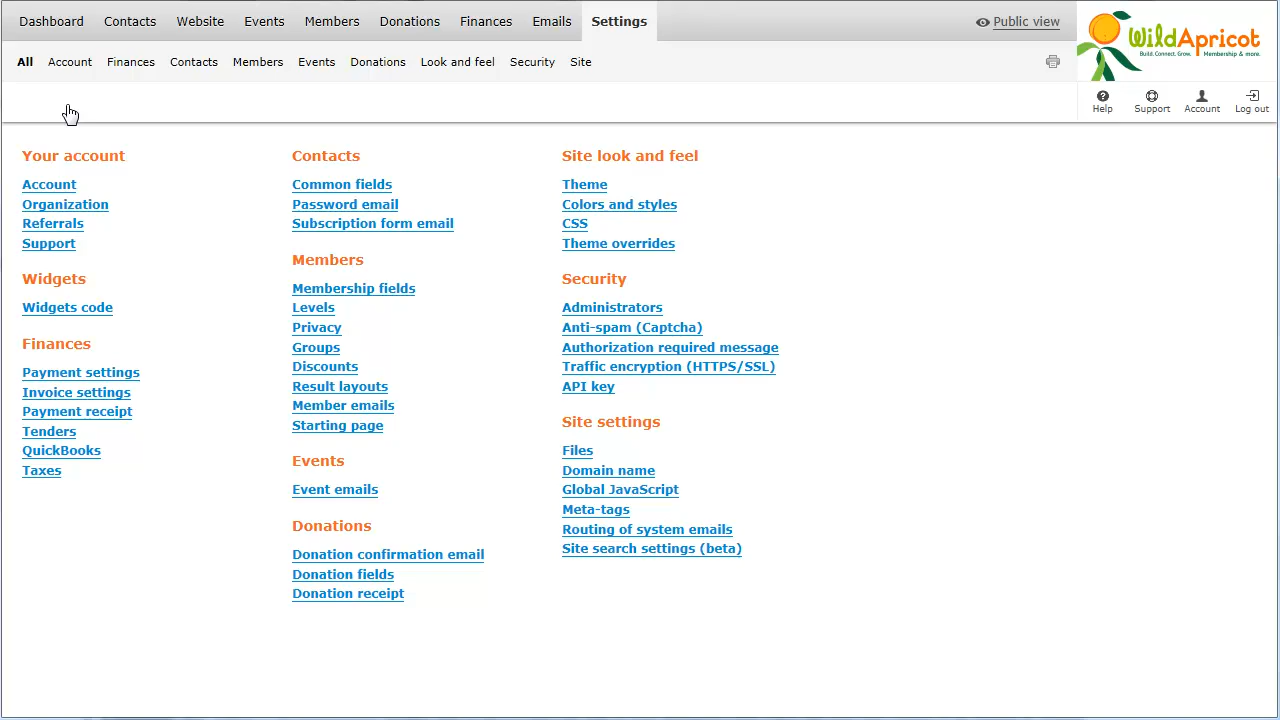 Dashboard Contacts Website Events Members Donations Finances Emails Settings Public view
WildApricot
Build. Connect. Grow. Membership & more.
All Account Finances Contacts Members Events Donations Look and feel Security Site
Help Support Account Log out
Your account
Account
Organization
Referrals
Support
Widgets
Widgets code
Finances
Payment settings
Invoice settings
Payment receipt
Tenders
QuickBooks
Taxes
Contacts
Common fields
Password email
Subscription form email
Members
Membership fields
Levels
Privacy
Groups
Discounts
Result layouts
Member emails
Starting page
Events
Event emails
Donations
Donation confirmation email
Donation fields
Donation receipt
Site look and feel
Theme
Colors and styles
CSS
Theme overrides
Security
Administrators
Anti-spam (Captcha)
Authorization required message
Traffic encryption (HTTPS/SSL)
API key
Site settings
Files
Domain name
Global JavaScript
Meta-tags
Routing of system emails
Site search settings (beta)